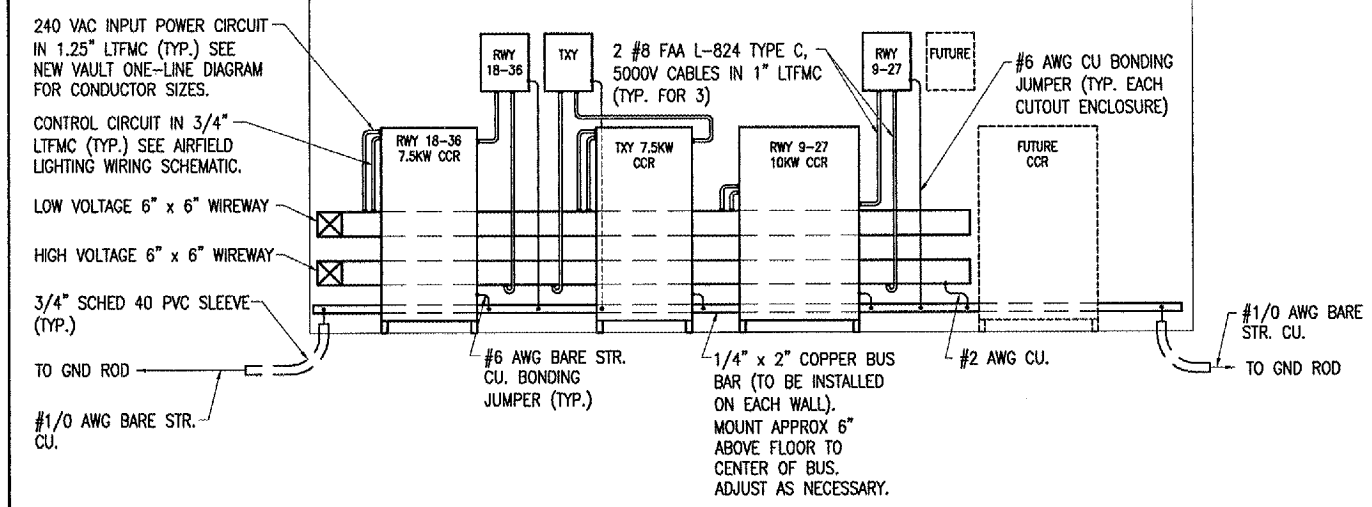 240 VAC INPUT POWER CIRCUIT
IN 1.25" LTFMC (TYP.) SEE
NEW VAULT ONE-LINE DIAGRAM
FOR CONDUCTOR SIZES.
CONTROL CIRCUIT IN 3/4"
LTFMC (TYP.) SEE AIRFIELD
LIGHTING WIRING SCHEMATIC.
LOW VOLTAGE 6" x 6" WIREWAY
HIGH VOLTAGE 6" x 6" WIREWAY
3/4" SCHED 40 PVC SLEEVE
(TYP.)
TO GND ROD
#1/0 AWG BARE STR.
CU.
RWY
18-36
TXY
2 #8 FAA L-824 TYPE C,
5000V CABLES IN 1" LTFMC
(TYP. FOR 3)
RWY
9-27
FUTURE
#6 AWG CU BONDING
JUMPER (TYP. EACH
CUTOUT ENCLOSURE)
RWY 18-36
7.5KW CCR
TXY 7.5KW
CCR
RWY 9-27
10KW CCR
FUTURE
CCR
#6 AWG BARE STR.
CU. BONDING
JUMPER (TYP.)
1/4" x 2" COPPER BUS
BAR (TO BE INSTALLED
ON EACH WALL).
MOUNT APPROX 6"
ABOVE FLOOR TO
CENTER OF BUS.
ADJUST AS NECESSARY.
#2 AWG CU.
#1/0 AWG BARE
STR. CU.
TO GND ROD